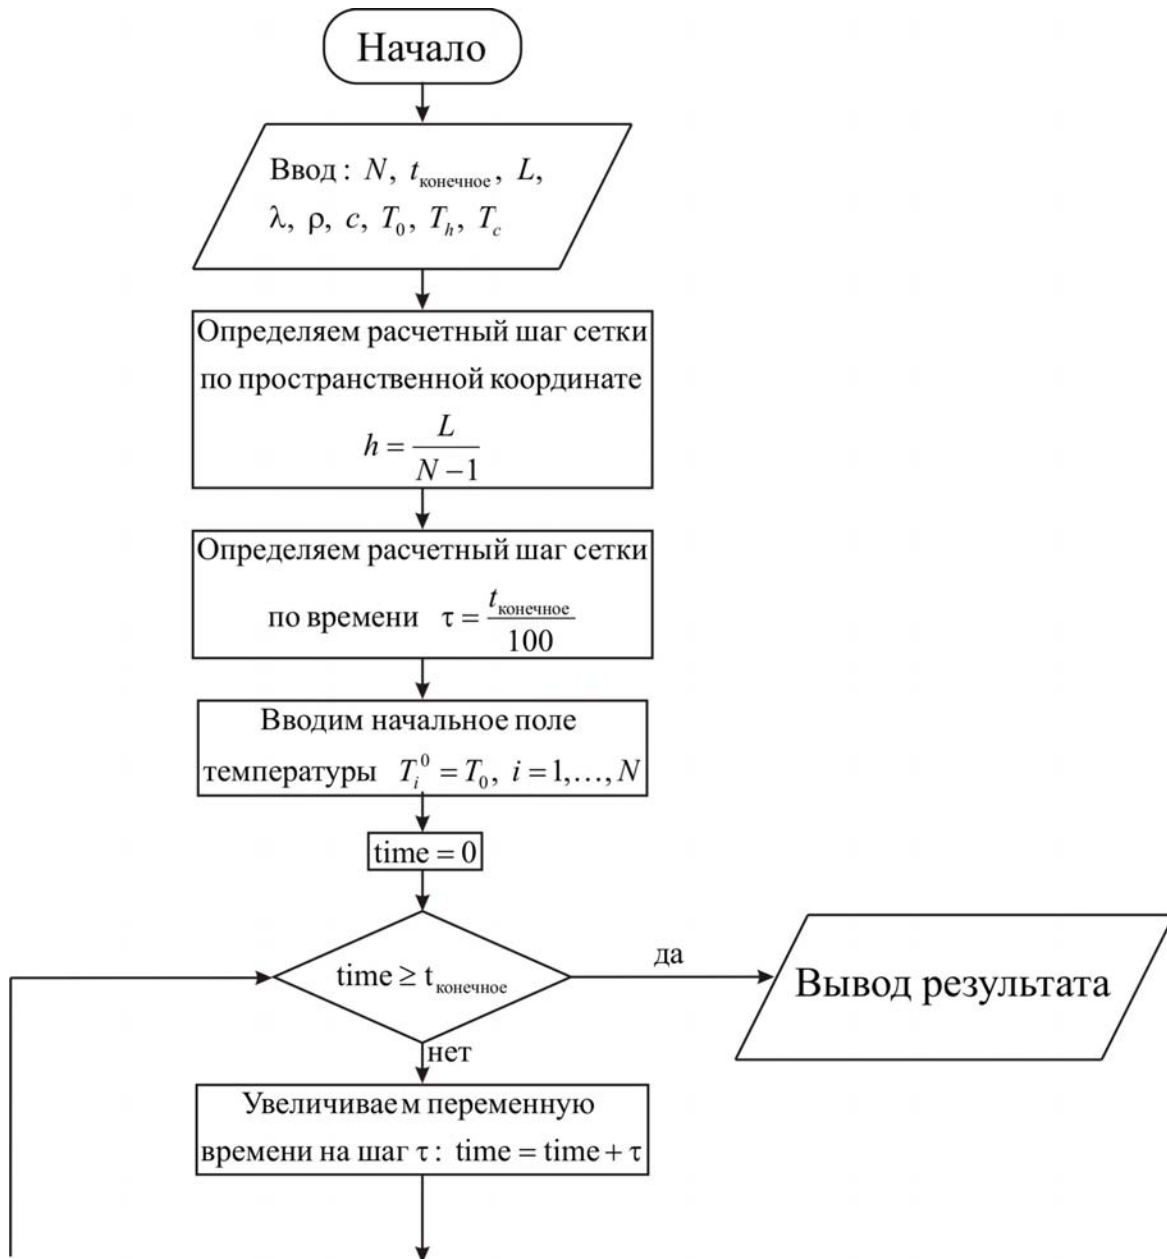 Начало
Ввод : N, t_конечное, L,
λ, ρ, c, T_0, T_h, T_c
Определяем расчетный шаг сетки
по пространственной координате
h = L / (N − 1)
Определяем расчетный шаг сетки
по времени τ = t_конечное / 100
Вводим начальное поле
температуры T_i^0 = T_0, i = 1,…, N
time = 0
time ≥ t_конечное
да
Вывод результата
нет
Увеличиваем переменную
времени на шаг τ : time = time + τ